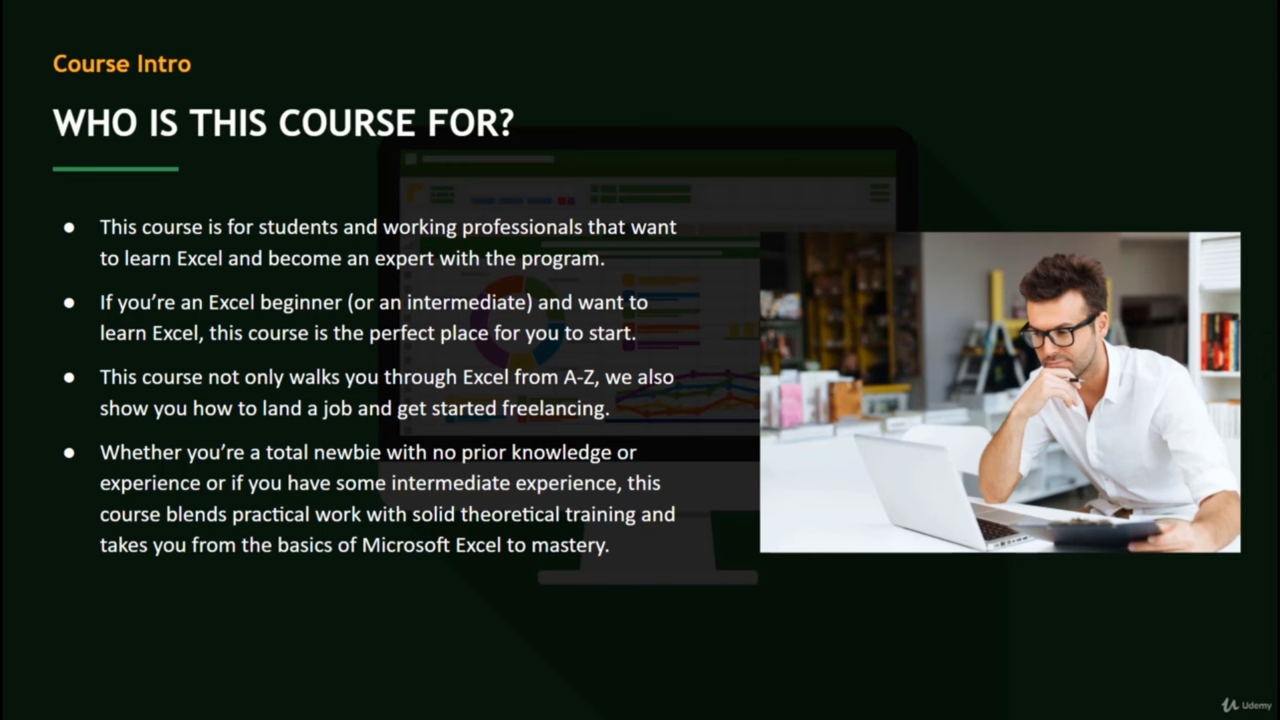 Course Intro
WHO IS THIS COURSE FOR?
● This course is for students and working professionals that want
to learn Excel and become an expert with the program.
● If you’re an Excel beginner (or an intermediate) and want to
learn Excel, this course is the perfect place for you to start.
● This course not only walks you through Excel from A-Z, we also
show you how to land a job and get started freelancing.
● Whether you’re a total newbie with no prior knowledge or
experience or if you have some intermediate experience, this
course blends practical work with solid theoretical training and
takes you from the basics of Microsoft Excel to mastery.
Udemy